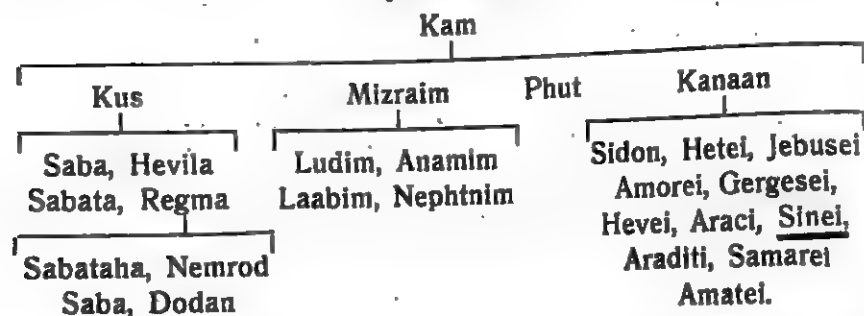 Kam
Kus Mizraim Phut Kanaan
Saba, Hevila
Sabata, Regma
Sabataha, Nemrod
Saba, Dodan
Ludim, Anamim
Laabim, Nephtnim
Sidon, Hetei, Jebusei
Amorei, Gergesei,
Hevei, Araci, Sinei,
Araditi, Samarei
Amatei.